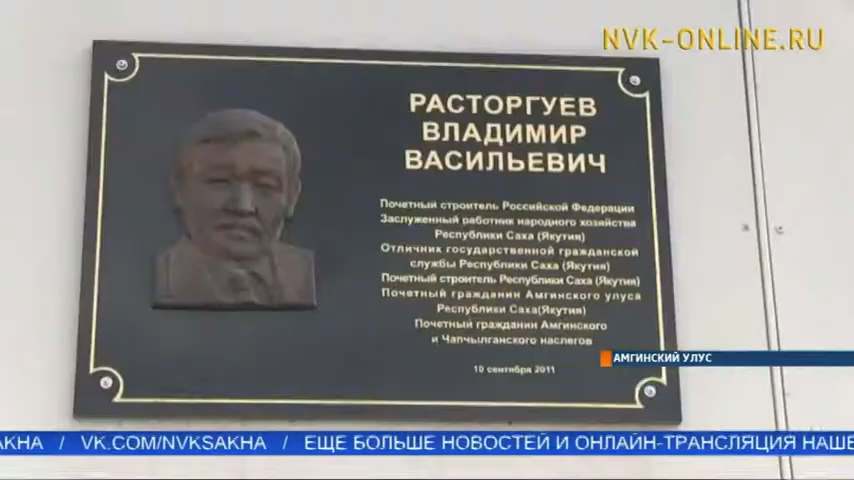 NVK-ONLINE.RU
РАСТОРГУЕВ
ВЛАДИМИР
ВАСИЛЬЕВИЧ
Почетный строитель Российской Федерации
Заслуженный работник народного хозяйства
Республики Саха (Якутия)
Отличник государственной гражданской
службы Республики Саха (Якутия)
Почетный строитель Республики Саха (Якутия)
Почетный гражданин Амгинского улуса
Республики Саха(Якутия)
Почетный гражданин Амгинского
и Чапчылганского наслегов
10 сентября 2011
АМГИНСКИЙ УЛУС
АКНА / VK.COM/NVKSAKHA / ЕЩЕ БОЛЬШЕ НОВОСТЕЙ И ОНЛАЙН-ТРАНСЛЯЦИЯ НАШЕ